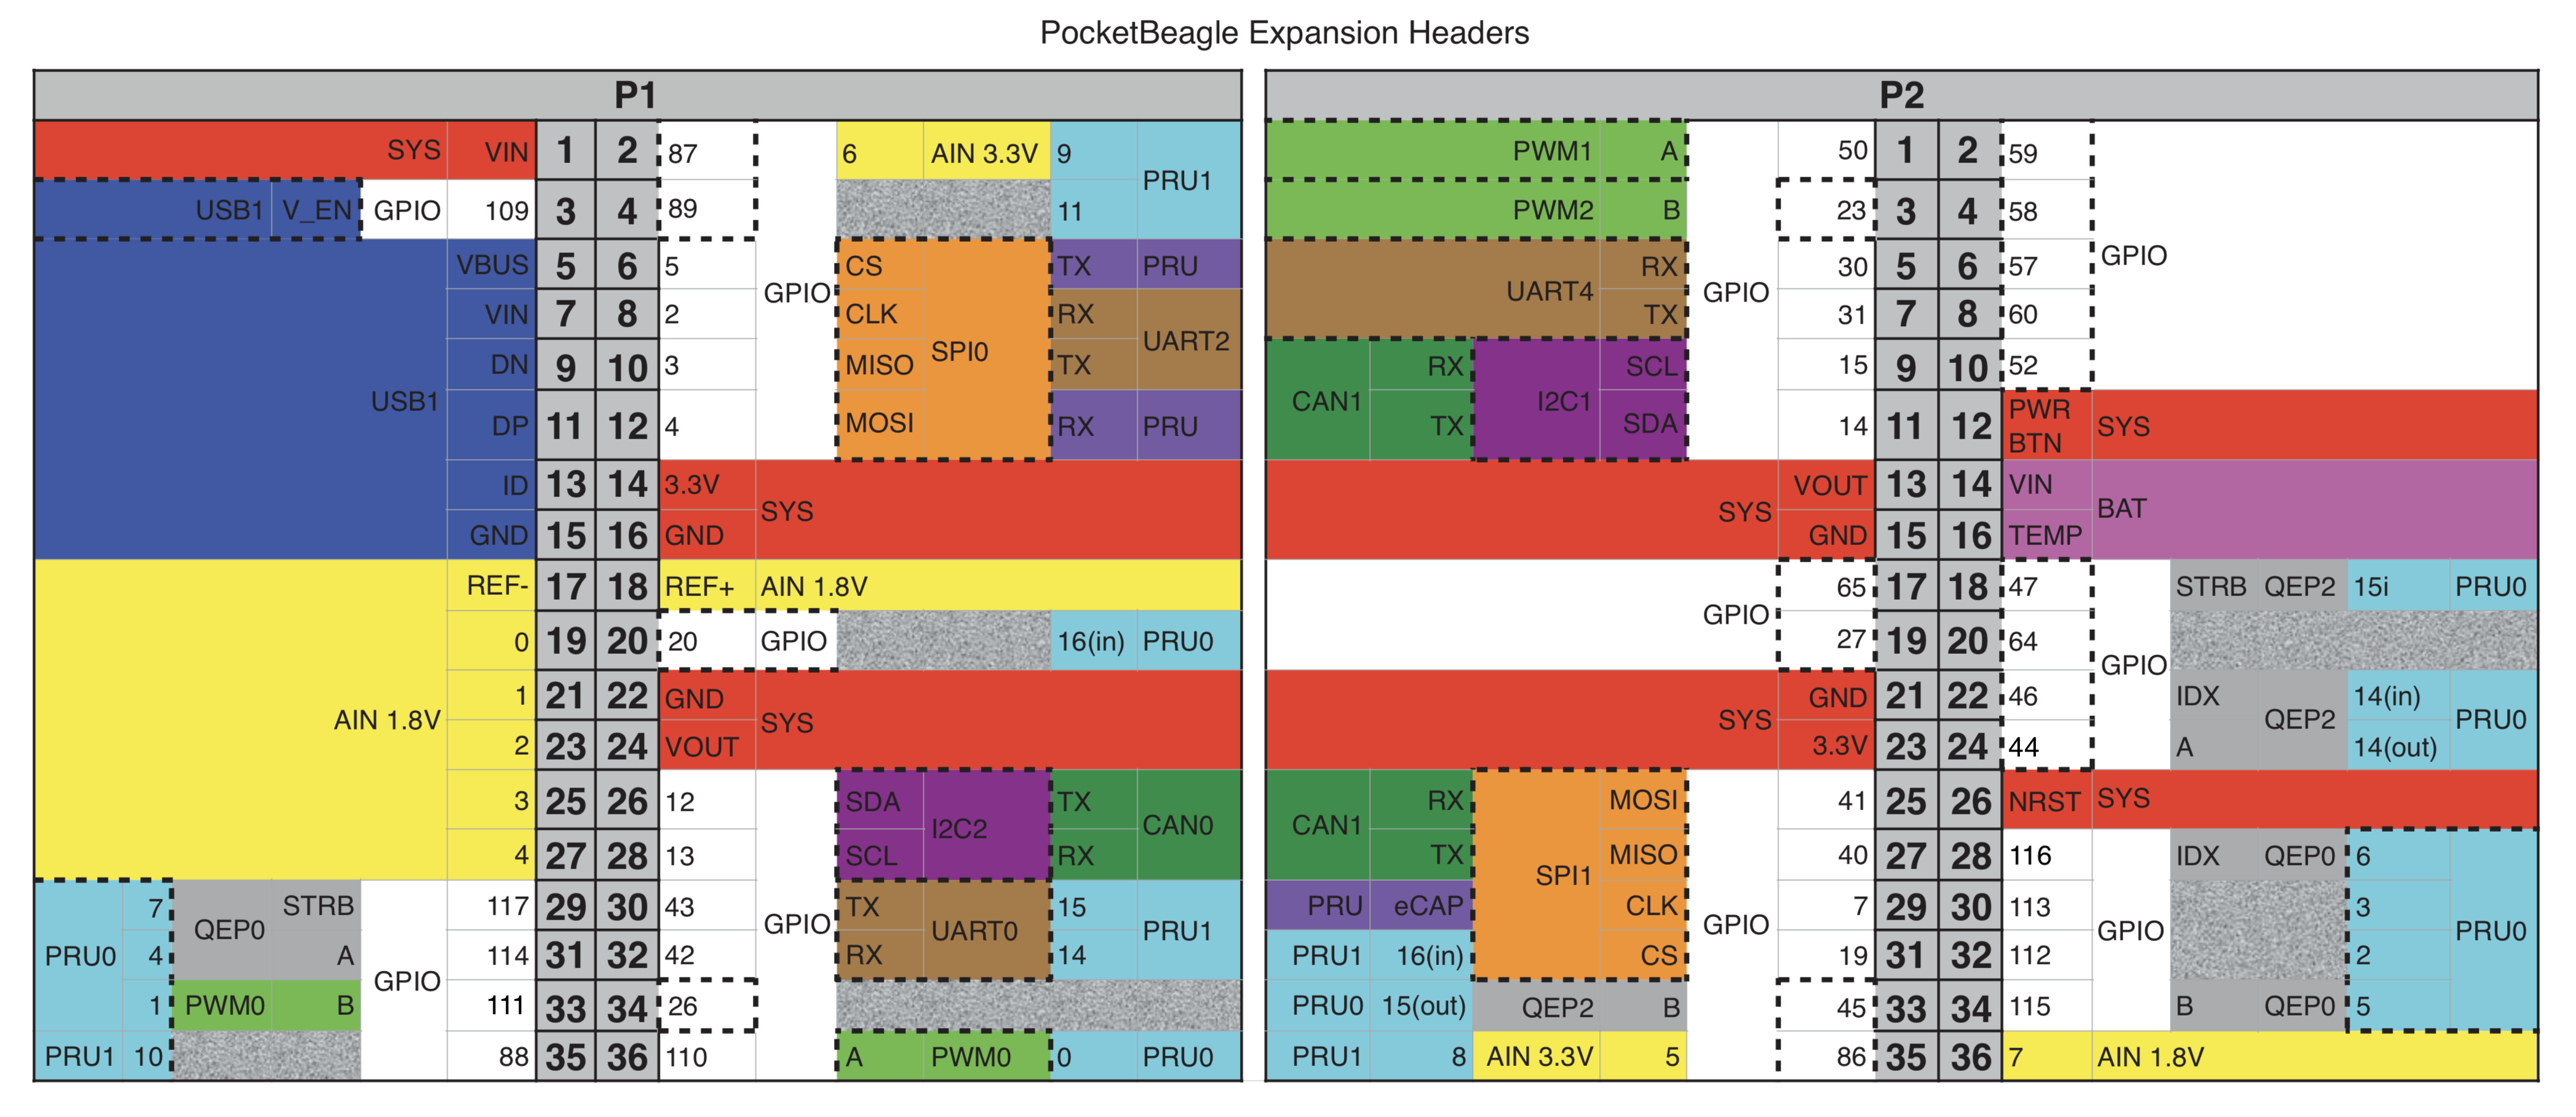 PocketBeagle Expansion Headers
P1
SYS VIN 1 2 87 6 AIN 3.3V 9 PRU1
USB1 V_EN GPIO 109 3 4 89 11
USB1 VBUS 5 6 5 GPIO CS SPI0 TX PRU
VIN 7 8 2 CLK RX UART2
DN 9 10 3 MISO TX
DP 11 12 4 MOSI RX PRU
ID 13 14 3.3V SYS
GND 15 16 GND
AIN 1.8V REF- 17 18 REF+ AIN 1.8V
0 19 20 20 GPIO 16(in) PRU0
1 21 22 GND SYS
2 23 24 VOUT
3 25 26 12 GPIO SDA I2C2 TX CAN0
4 27 28 13 SCL RX
PRU0 7 QEP0 STRB GPIO 117 29 30 43 TX UART0 15 PRU1
4 A 114 31 32 42 RX 14
1 PWM0 B 111 33 34 26
PRU1 10 88 35 36 110 A PWM0 0 PRU0
P2
PWM1 A GPIO 50 1 2 59 GPIO
PWM2 B 23 3 4 58
UART4 RX 30 5 6 57
TX 31 7 8 60
CAN1 RX I2C1 SCL 15 9 10 52
TX SDA 14 11 12 PWR BTN SYS
SYS VOUT 13 14 VIN BAT
GND 15 16 TEMP
GPIO 65 17 18 47 GPIO STRB QEP2 15i PRU0
27 19 20 64
SYS GND 21 22 46 IDX QEP2 14(in) PRU0
3.3V 23 24 44 A 14(out)
CAN1 RX SPI1 MOSI GPIO 41 25 26 NRST SYS
TX MISO 40 27 28 116 GPIO IDX QEP0 6 PRU0
PRU eCAP CLK 7 29 30 113 3
PRU1 16(in) CS 19 31 32 112 2
PRU0 15(out) QEP2 B 45 33 34 115 B QEP0 5
PRU1 8 AIN 3.3V 5 86 35 36 7 AIN 1.8V